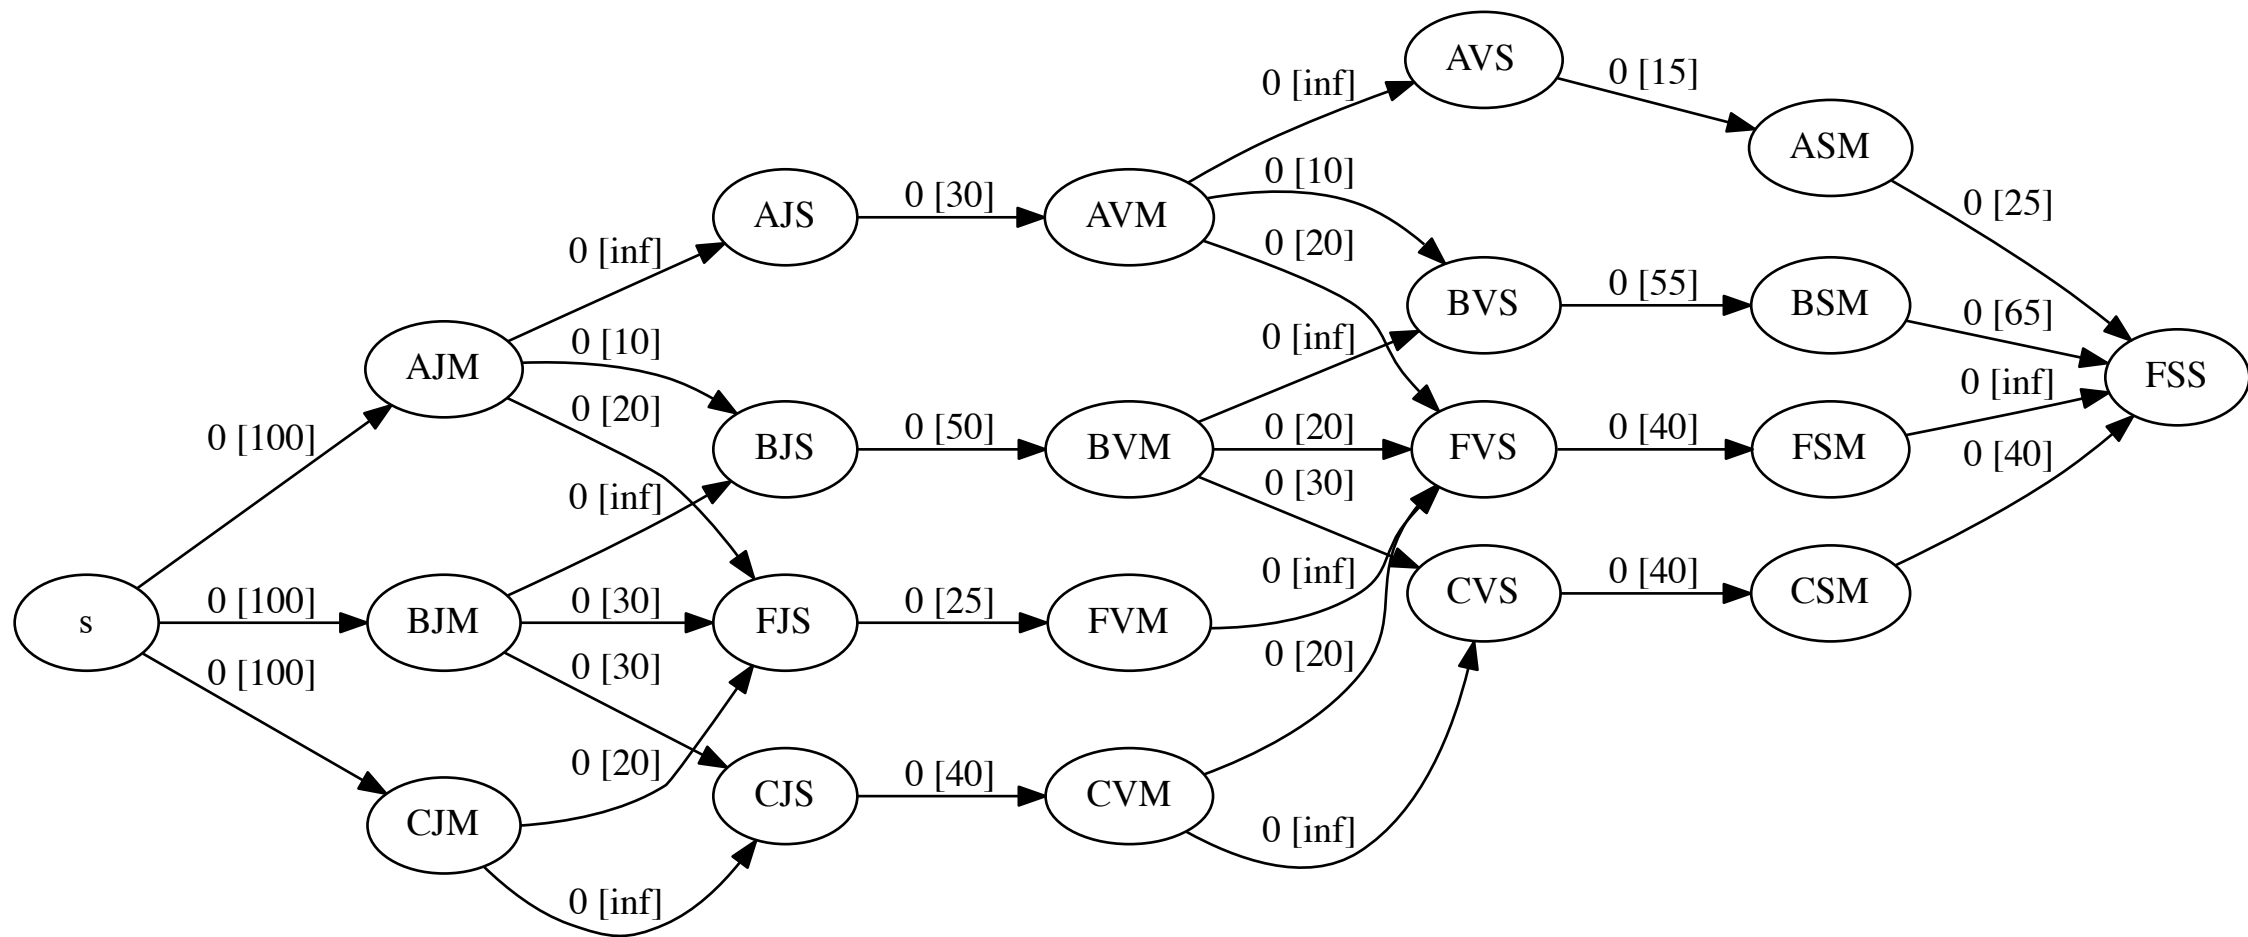 AVS
0 [inf]
0 [15]
ASM
0 [10]
0 [25]
AJS
0 [30]
AVM
0 [20]
0 [inf]
BVS
0 [55]
BSM
0 [65]
0 [inf]
0 [10]
AJM
FSS
0 [inf]
0 [20]
0 [100]
BJS
0 [50]
BVM
0 [20]
FVS
0 [40]
FSM
0 [40]
0 [inf]
0 [30]
0 [inf]
0 [40]
CVS
CSM
s
0 [100]
BJM
0 [30]
FJS
0 [25]
FVM
0 [20]
0 [100]
0 [30]
0 [20]
CJS
0 [40]
CVM
CJM
0 [inf]
0 [inf]